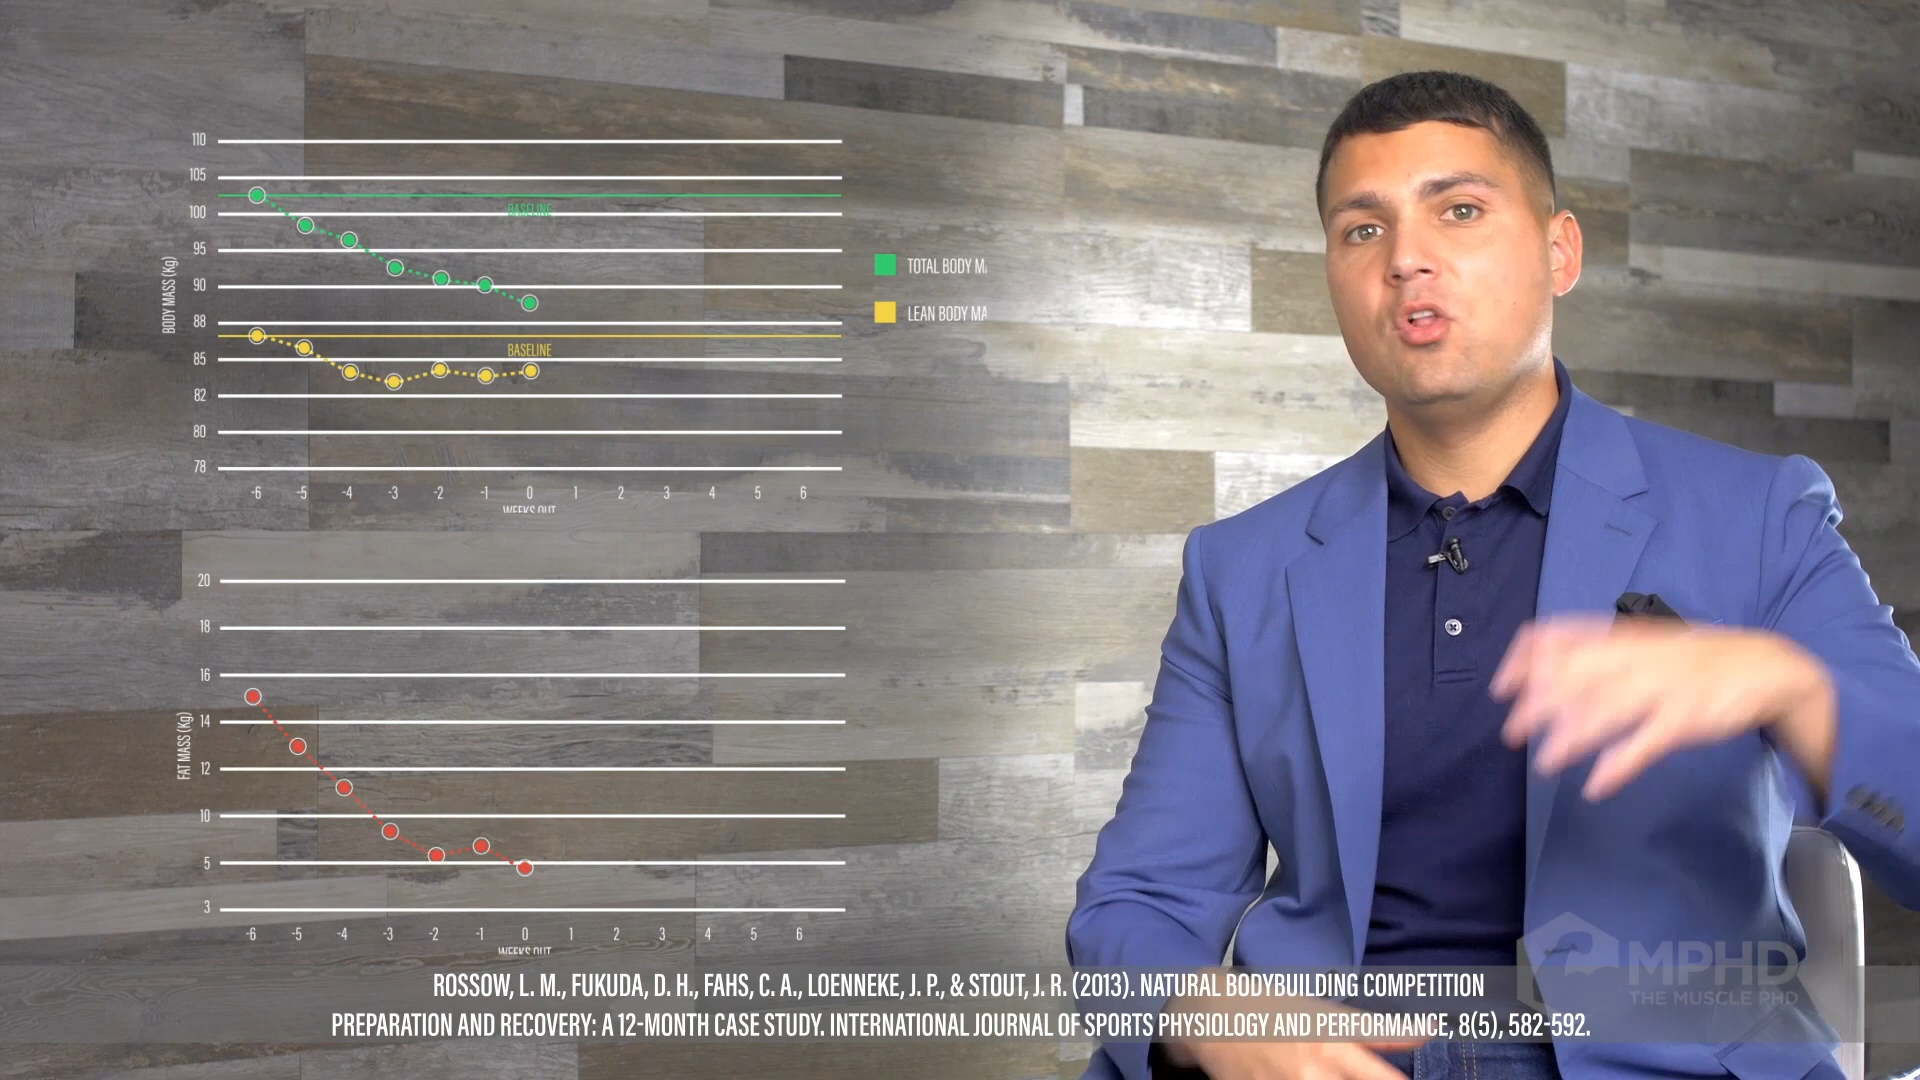 110
105
100
95
90
88
85
82
80
78
BODY MASS (Kg)
BASELINE
BASELINE
TOTAL BODY
LEAN BODY
-6 -5 -4 -3 -2 -1 0 1 2 3 4 5 6
WEEKS OUT
20
18
16
14
12
10
5
3
FAT MASS (Kg)
-6 -5 -4 -3 -2 -1 0 1 2 3 4 5 6
WEEKS OUT
MPHD
THE MUSCLE PHD
ROSSOW, L. M., FUKUDA, D. H., FAHS, C. A., LOENNEKE, J. P., & STOUT, J. R. (2013). NATURAL BODYBUILDING COMPETITION
PREPARATION AND RECOVERY: A 12-MONTH CASE STUDY. INTERNATIONAL JOURNAL OF SPORTS PHYSIOLOGY AND PERFORMANCE, 8(5), 582-592.